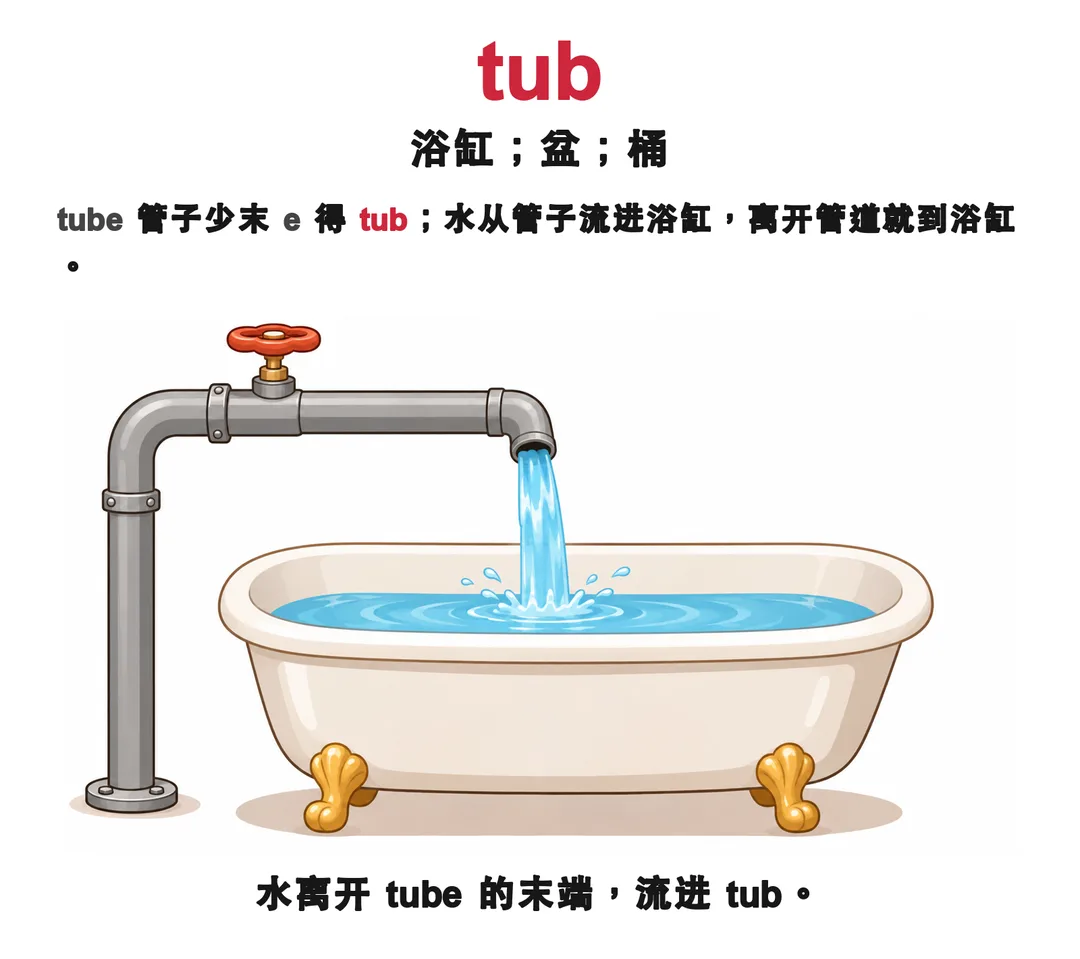 tub
浴缸；盆；桶
tube 管子少末 e 得 tub；水从管子流进浴缸，离开管道就到浴缸
。
水离开 tube 的末端，流进 tub。